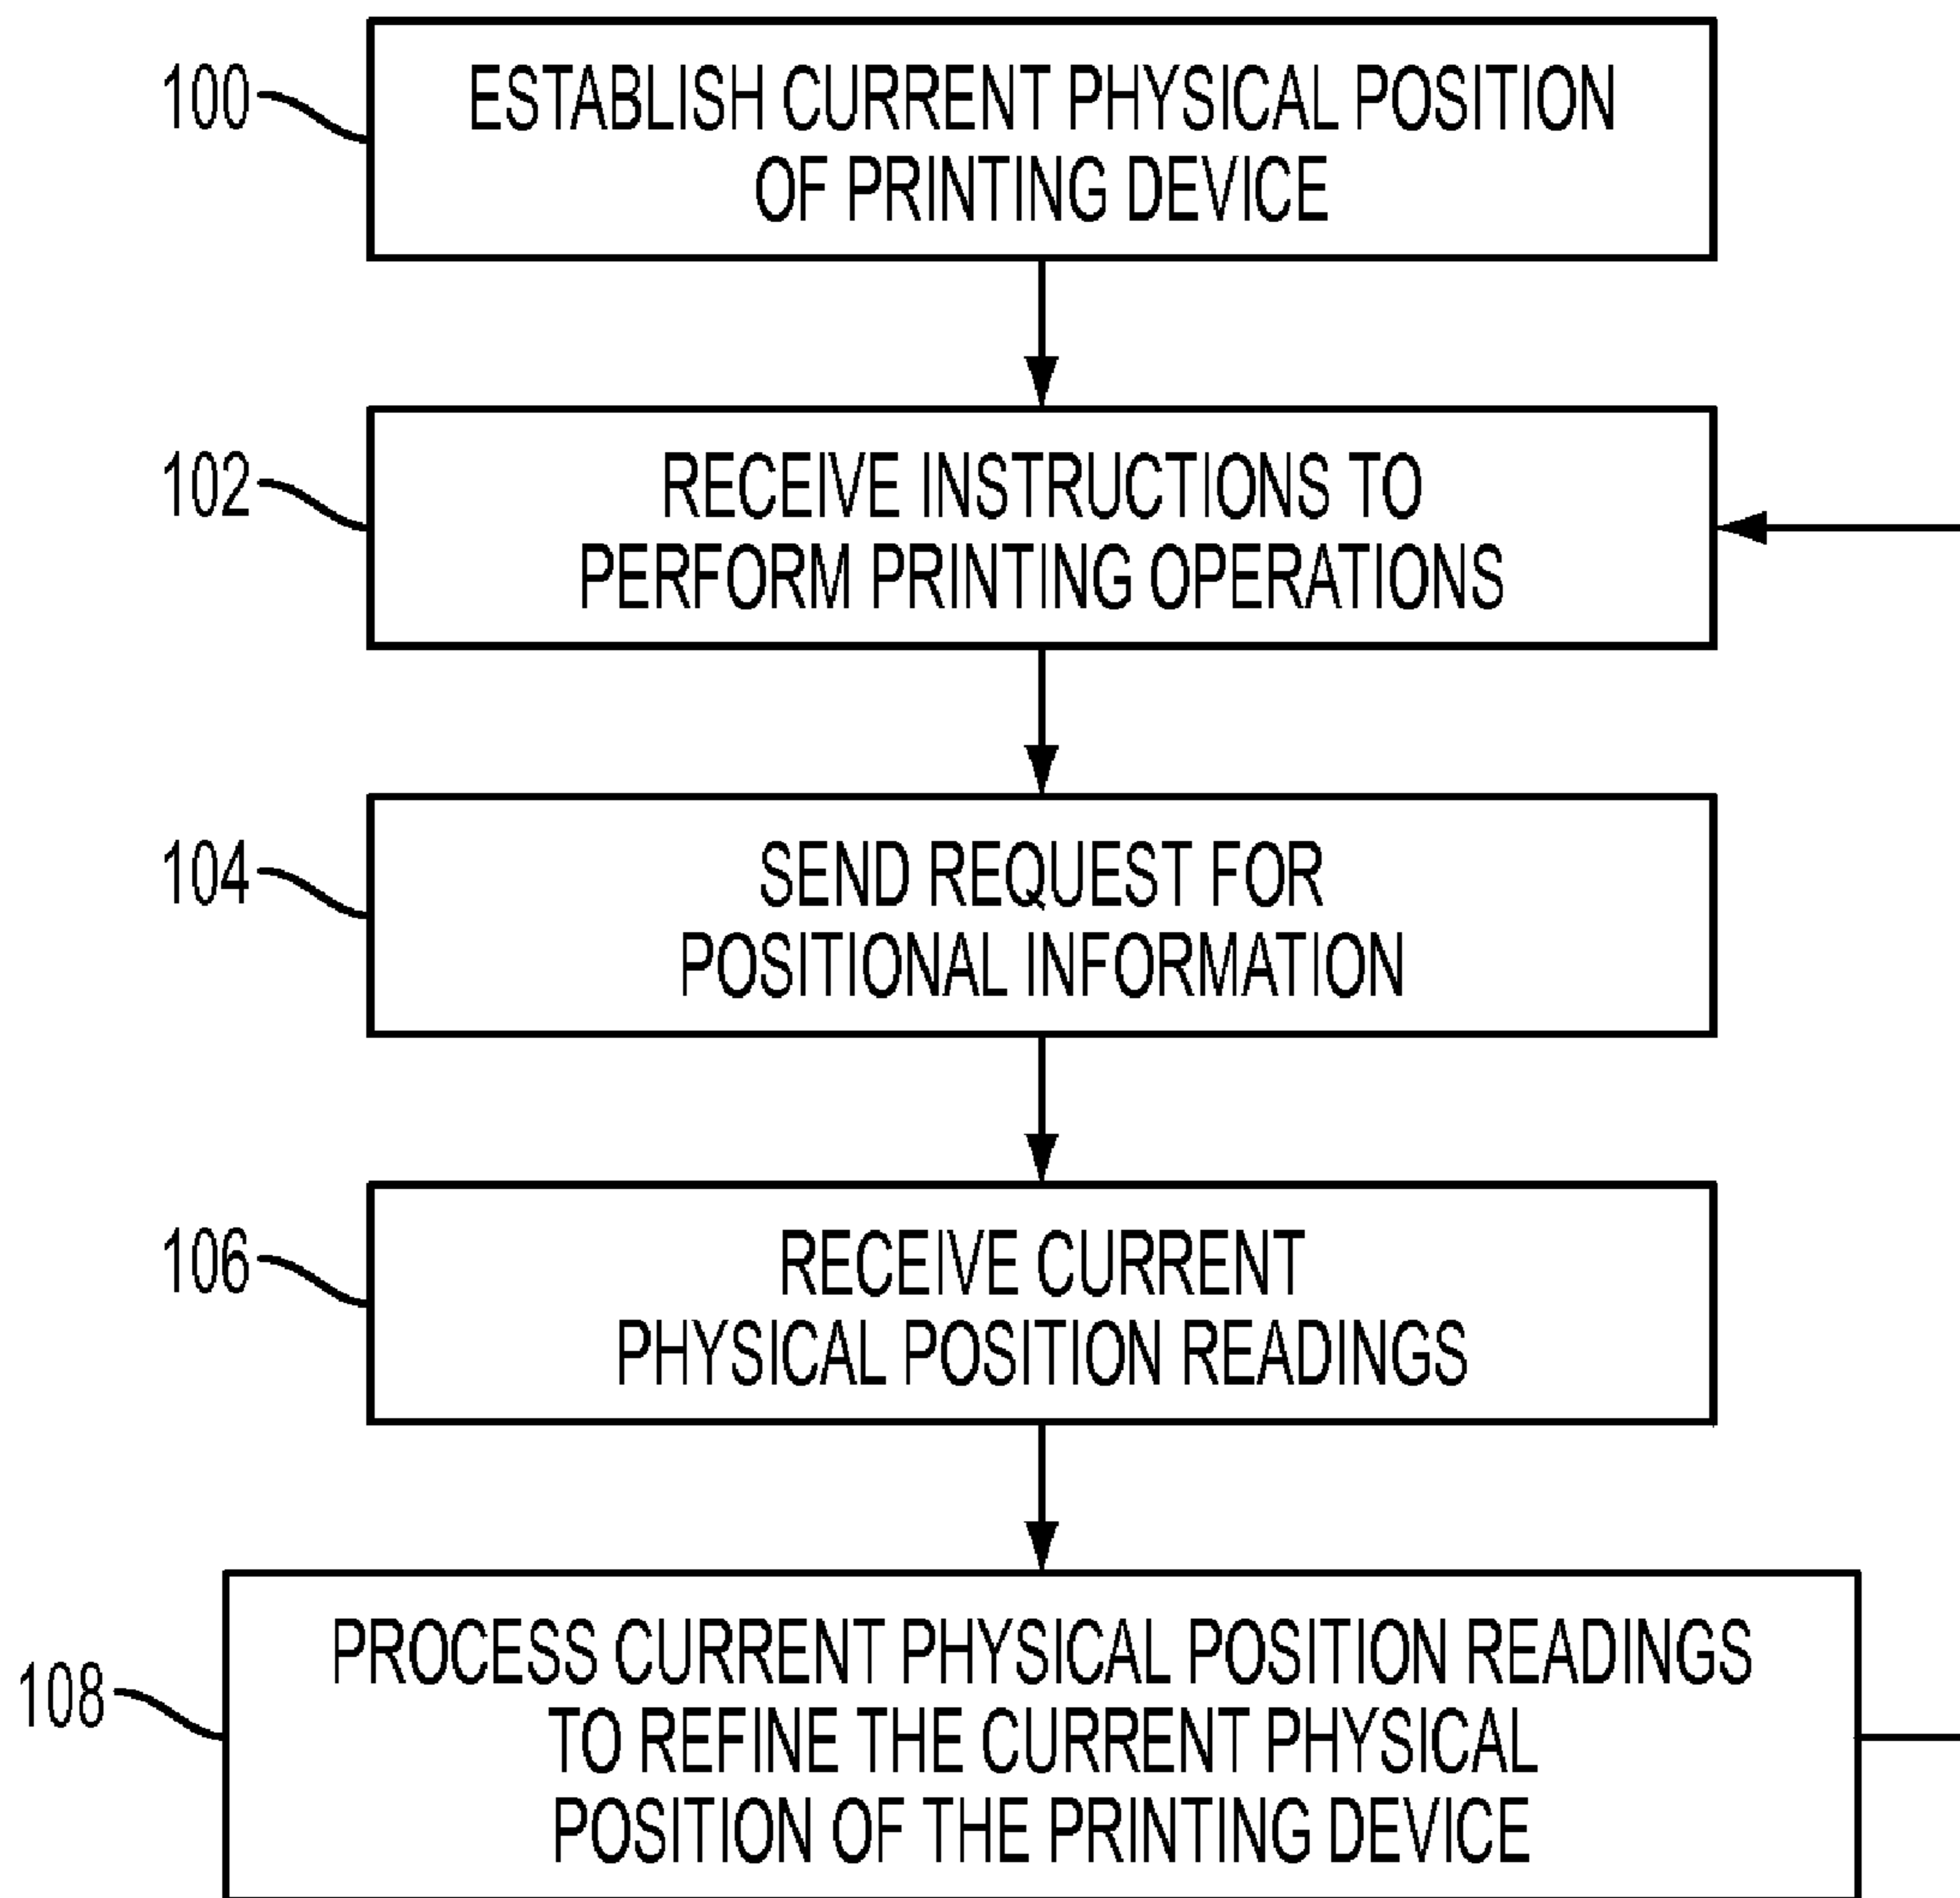 100
ESTABLISH CURRENT PHYSICAL POSITION
OF PRINTING DEVICE
102
RECEIVE INSTRUCTIONS TO
PERFORM PRINTING OPERATIONS
104
SEND REQUEST FOR
POSITIONAL INFORMATION
106
RECEIVE CURRENT
PHYSICAL POSITION READINGS
108
PROCESS CURRENT PHYSICAL POSITION READINGS
TO REFINE THE CURRENT PHYSICAL
POSITION OF THE PRINTING DEVICE